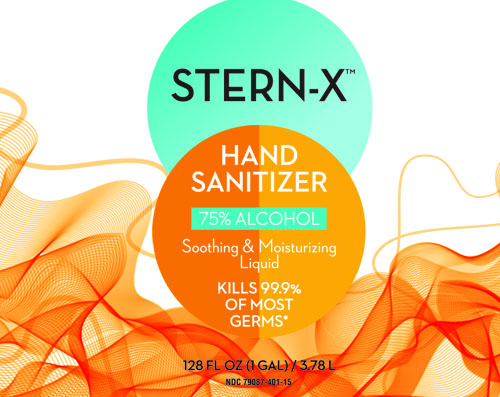 STERN-X™
HAND
SANITIZER
75% ALCOHOL
Soothing & Moisturizing
Liquid
KILLS 99.9%
OF MOST
GERMS*
128 FL OZ (1 GAL) / 3.78 L
NDC 79087-401-15